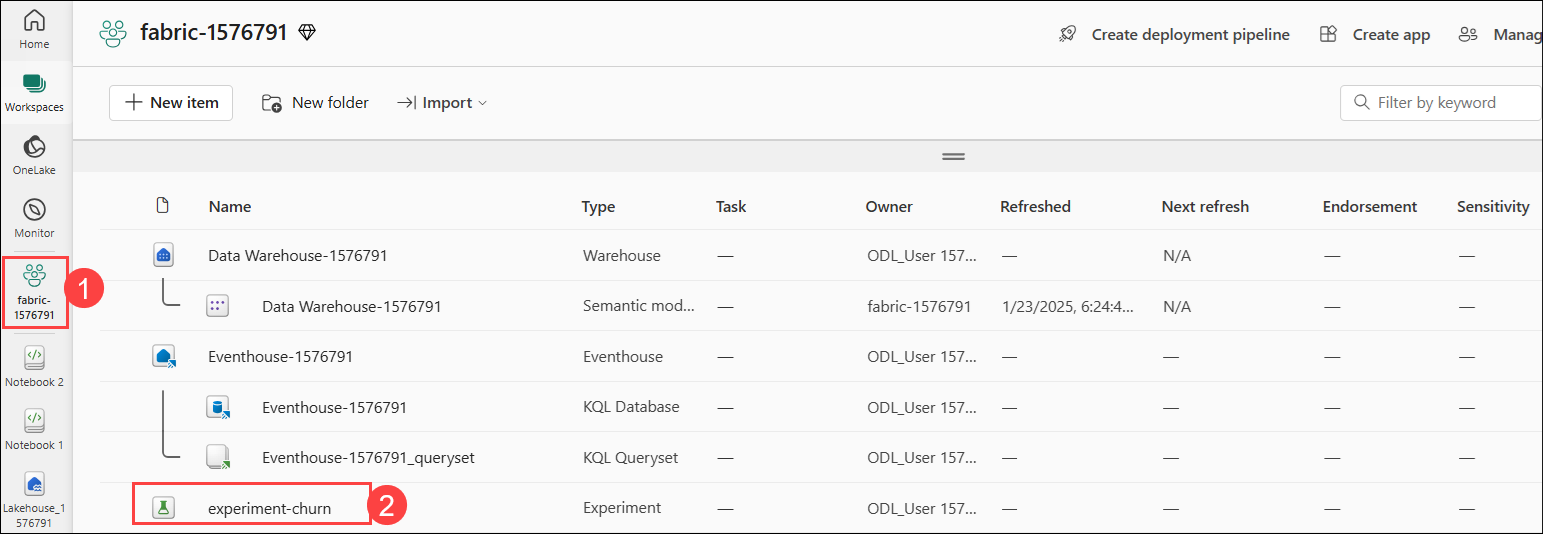 Home
Workspaces
OneLake
Monitor
fabric-
1576791
1
Notebook 2
Notebook 1
Lakehouse_1
576791
fabric-1576791
Create deployment pipeline
Create app
Manag
New item
New folder
Import
Filter by keyword
Name Type Task Owner Refreshed Next refresh Endorsement Sensitivity
Data Warehouse-1576791 Warehouse — ODL_User 157... — N/A — —
Data Warehouse-1576791 Semantic mod... — fabric-1576791 1/23/2025, 6:24:4... N/A — —
Eventhouse-1576791 Eventhouse — ODL_User 157... — — — —
Eventhouse-1576791 KQL Database — ODL_User 157... — — — —
Eventhouse-1576791_queryset KQL Queryset — ODL_User 157... — — — —
experiment-churn 2 Experiment — ODL_User 157... — — — —